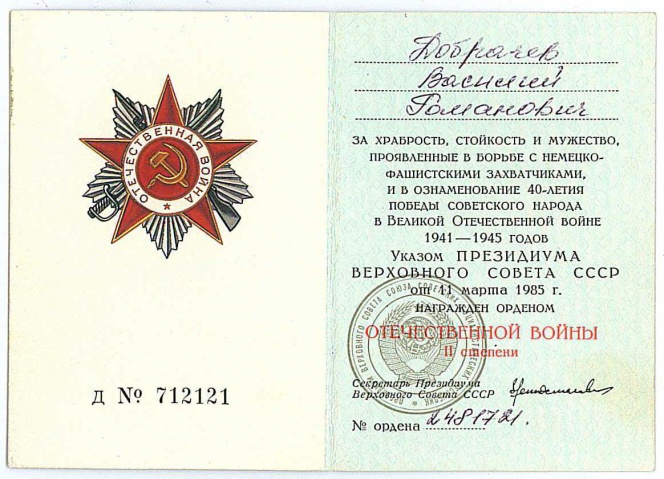 ОТЕЧЕСТВЕННАЯ ВОЙНА
Д № 712121
Добрачев
Василий
Романович
ЗА ХРАБРОСТЬ, СТОЙКОСТЬ И МУЖЕСТВО,
ПРОЯВЛЕННЫЕ В БОРЬБЕ С НЕМЕЦКО-
ФАШИСТСКИМИ ЗАХВАТЧИКАМИ,
И В ОЗНАМЕНОВАНИЕ 40-ЛЕТИЯ
ПОБЕДЫ СОВЕТСКОГО НАРОДА
В ВЕЛИКОЙ ОТЕЧЕСТВЕННОЙ ВОЙНЕ
1941—1945 ГОДОВ
УКАЗОМ ПРЕЗИДИУМА
ВЕРХОВНОГО СОВЕТА СССР
от 11 марта 1985 г.
НАГРАЖДЕН ОРДЕНОМ
ОТЕЧЕСТВЕННОЙ ВОЙНЫ
II степени
Секретарь Президиума
Верховного Совета СССР
№ ордена 2481721.